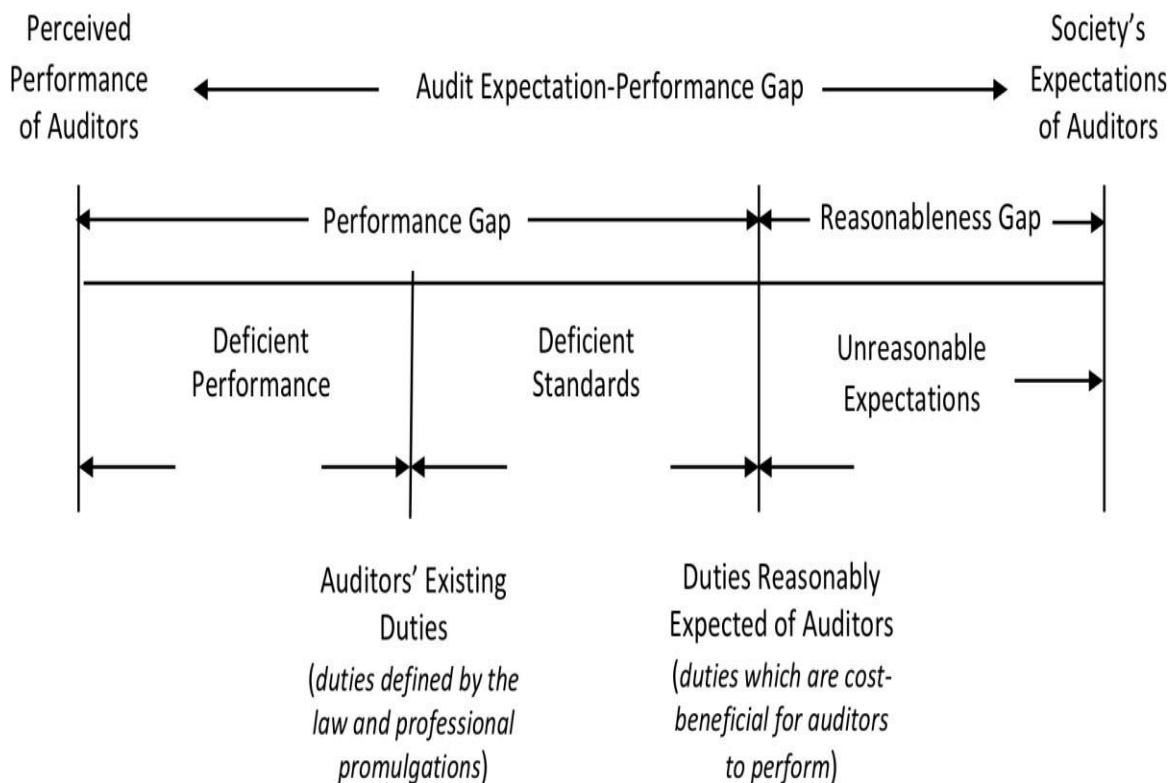 Perceived
Performance
of Auditors
Audit Expectation-Performance Gap
Society’s
Expectations
of Auditors
Performance Gap
Reasonableness Gap
Deficient
Performance
Deficient
Standards
Unreasonable
Expectations
Auditors’ Existing
Duties
(duties defined by the
law and professional
promulgations)
Duties Reasonably
Expected of Auditors
(duties which are cost-
beneficial for auditors
to perform)